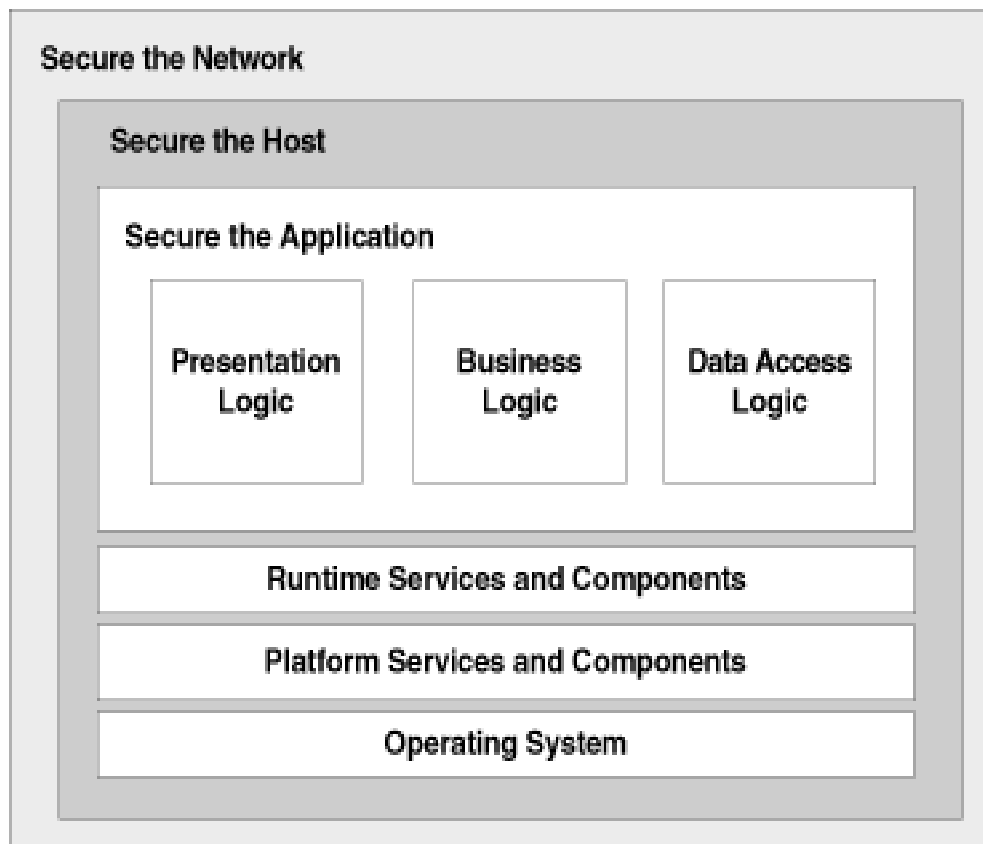 Secure the Network
Secure the Host
Secure the Application
Presentation
Logic
Business
Logic
Data Access
Logic
Runtime Services and Components
Platform Services and Components
Operating System